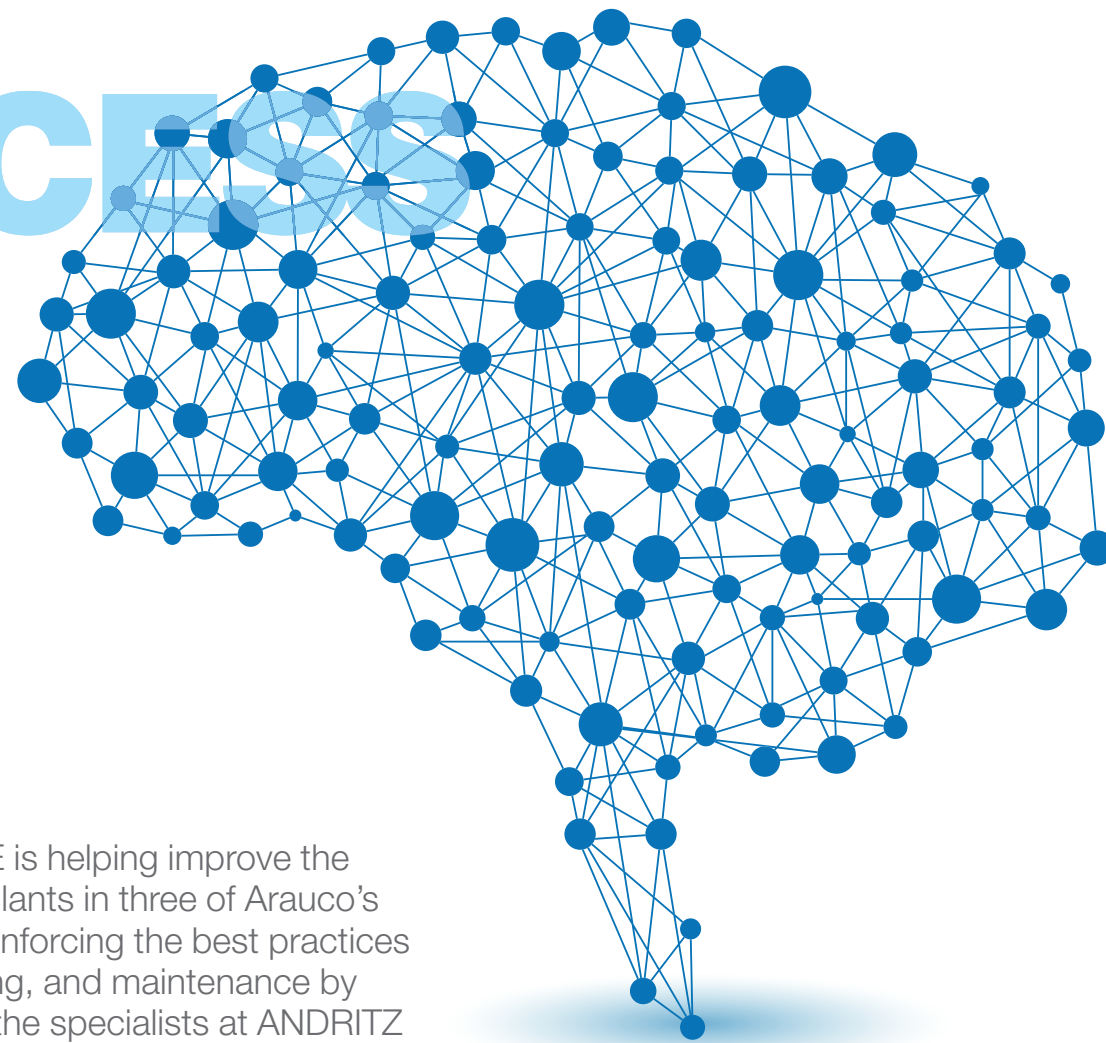 CESS
is helping improve the
lants in three of Arauco’s
nforcing the best practices
ng, and maintenance by
the specialists at ANDRITZ